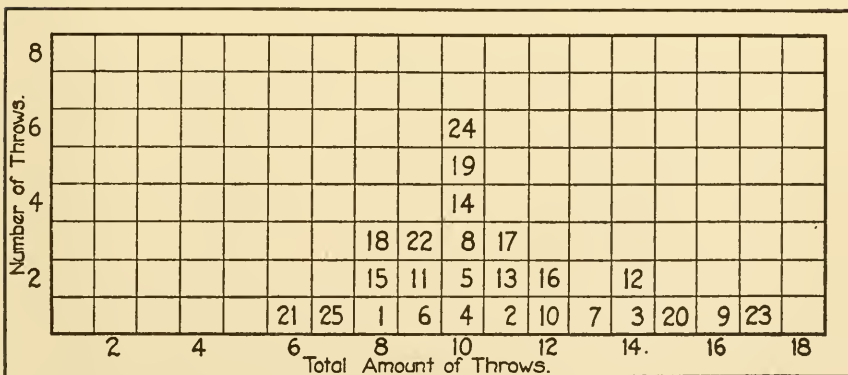 8
6 24
19
4 14
18 22 8 17
2 15 11 5 13 16 12
21 25 1 6 4 2 10 7 3 20 9 23
2 4 6 8 10 12 14. 16 18
Number of Throws.
Total Amount of Throws.